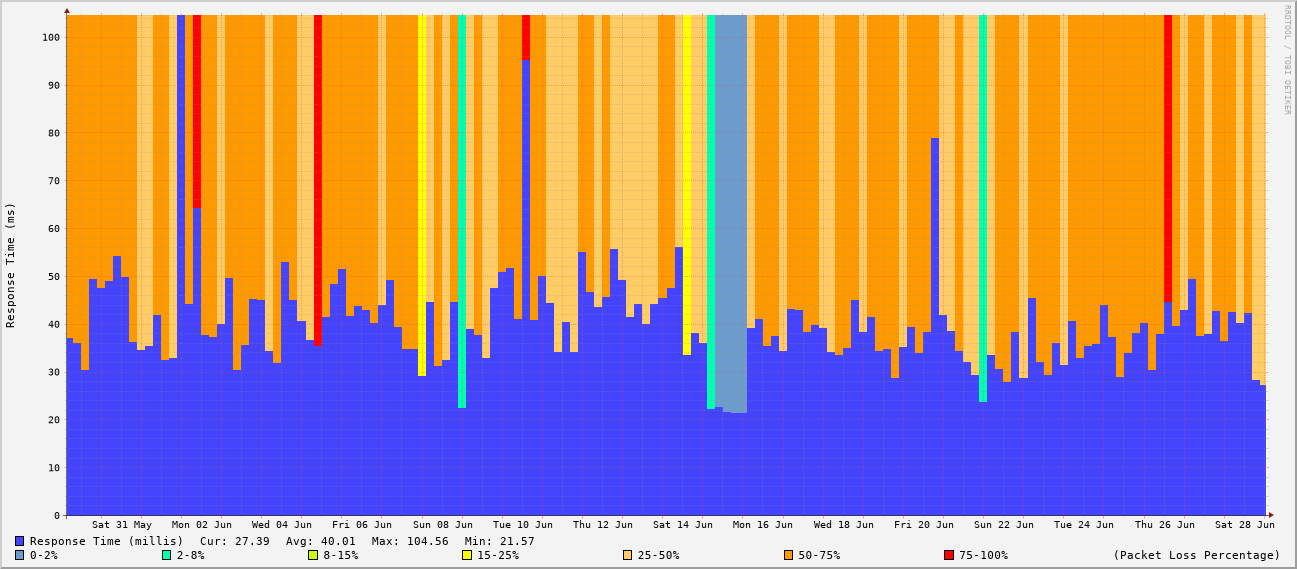 RRDTOOL / TOBI OETIKER
Response Time (ms)
100
90
80
70
60
50
40
30
20
10
0
Sat 31 May Mon 02 Jun Wed 04 Jun Fri 06 Jun Sun 08 Jun Tue 10 Jun Thu 12 Jun Sat 14 Jun Mon 16 Jun Wed 18 Jun Fri 20 Jun Sun 22 Jun Tue 24 Jun Thu 26 Jun Sat 28 Jun
Response Time (millis) Cur: 27.39 Avg: 40.01 Max: 104.56 Min: 21.57
0-2% 2-8% 8-15% 15-25% 25-50% 50-75% 75-100% (Packet Loss Percentage)